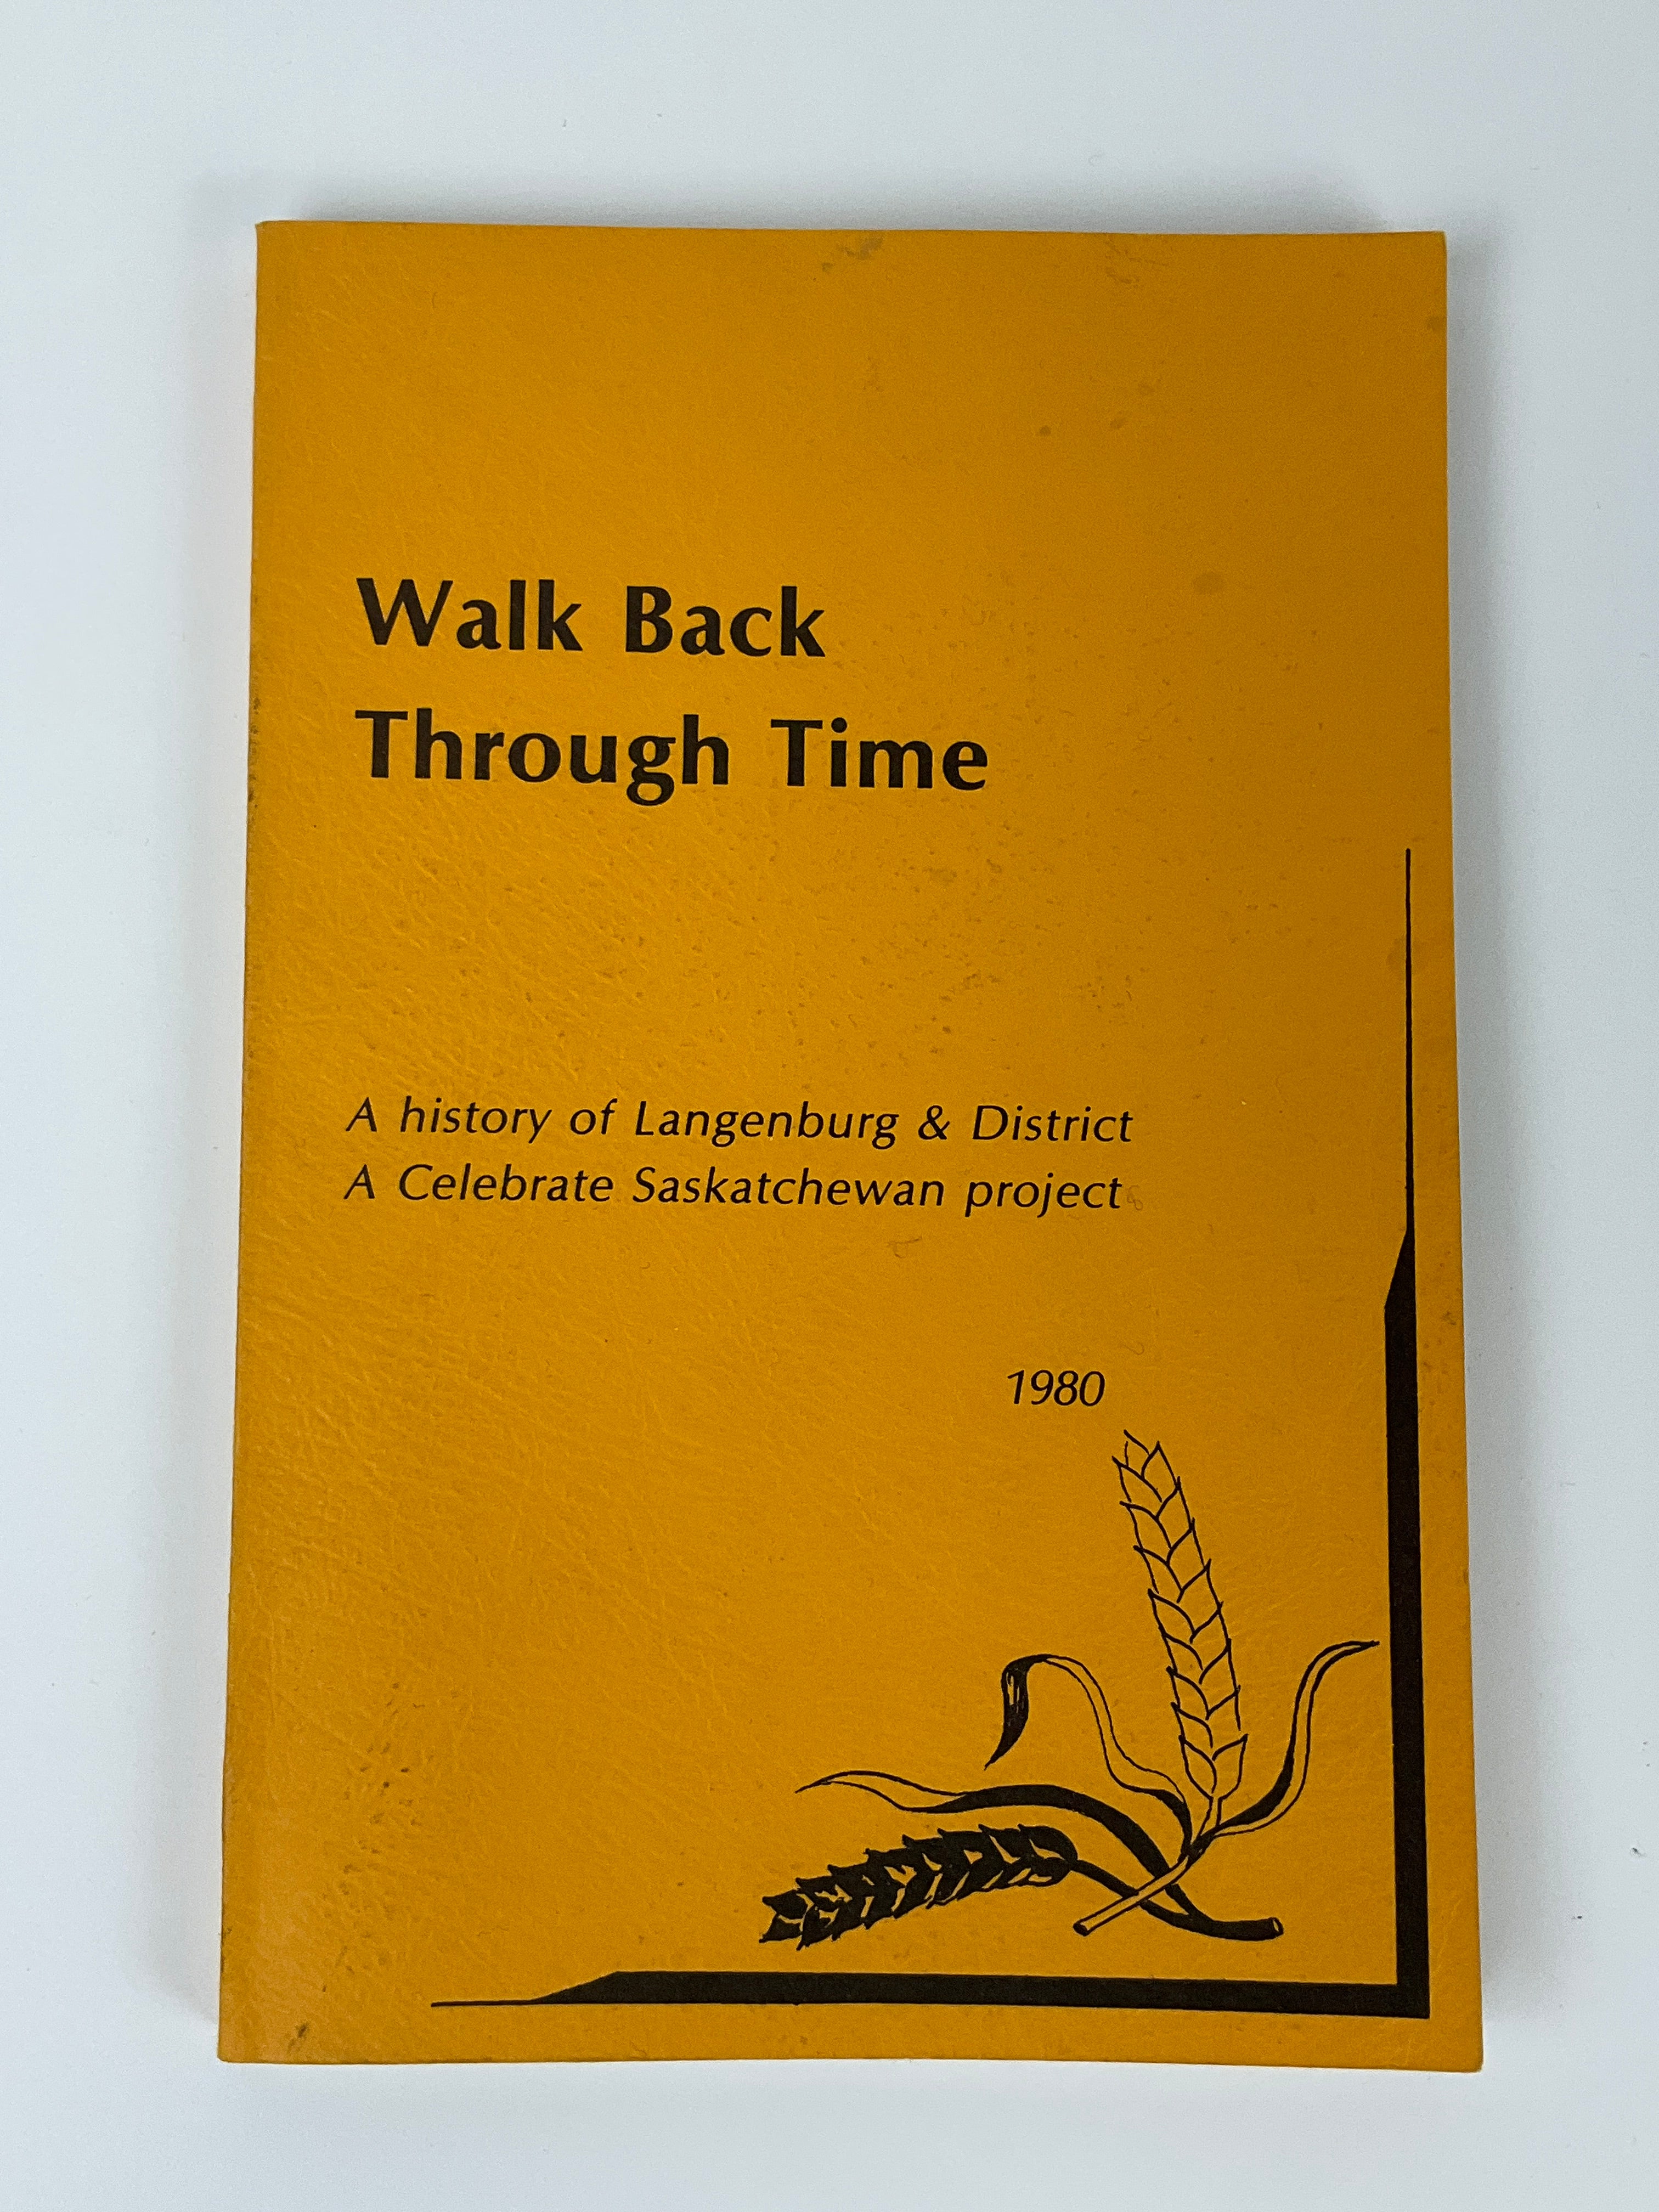 Walk Back
Through Time
A history of Langenburg & District
A Celebrate Saskatchewan project
1980